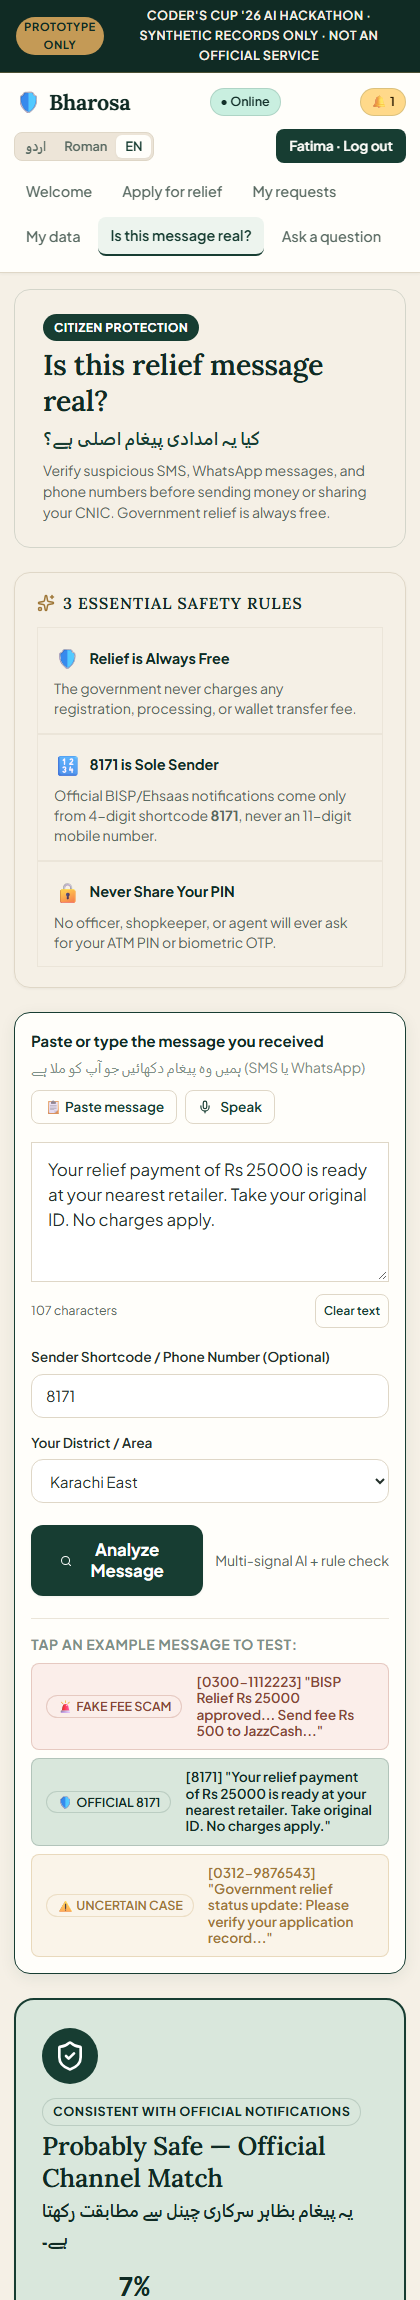 PROTOTYPE
ONLY
CODER'S CUP '26 AI HACKATHON ·
SYNTHETIC RECORDS ONLY · NOT AN
OFFICIAL SERVICE
Bharosa
● Online
1
اردو
Roman
EN
Fatima · Log out
Welcome
Apply for relief
My requests
My data
Is this message real?
Ask a question
CITIZEN PROTECTION
Is this relief message
real?
کیا یہ امدادی پیغام اصلی ہے؟
Verify suspicious SMS, WhatsApp messages, and
phone numbers before sending money or sharing
your CNIC. Government relief is always free.
3 ESSENTIAL SAFETY RULES
Relief is Always Free
The government never charges any
registration, processing, or wallet transfer fee.
8171 is Sole Sender
Official BISP/Ehsaas notifications come only
from 4-digit shortcode 8171, never an 11-digit
mobile number.
Never Share Your PIN
No officer, shopkeeper, or agent will ever ask
for your ATM PIN or biometric OTP.
Paste or type the message you received
ہمیں وہ پیغام دکھائیں جو آپ کو ملا ہے (SMS یا WhatsApp)
Paste message
Speak
Your relief payment of Rs 25000 is ready
at your nearest retailer. Take your original
ID. No charges apply.
107 characters
Clear text
Sender Shortcode / Phone Number (Optional)
8171
Your District / Area
Karachi East
Analyze
Message
Multi-signal AI + rule check
TAP AN EXAMPLE MESSAGE TO TEST:
FAKE FEE SCAM
[0300-1112223] "BISP
Relief Rs 25000
approved... Send fee Rs
500 to JazzCash..."
OFFICIAL 8171
[8171] "Your relief payment
of Rs 25000 is ready at your
nearest retailer. Take original
ID. No charges apply."
UNCERTAIN CASE
[0312-9876543]
"Government relief
status update: Please
verify your application
record..."
CONSISTENT WITH OFFICIAL NOTIFICATIONS
Probably Safe — Official
Channel Match
یہ پیغام بظاہر سرکاری چینل سے مطابقت رکھتا
ہے۔
7%